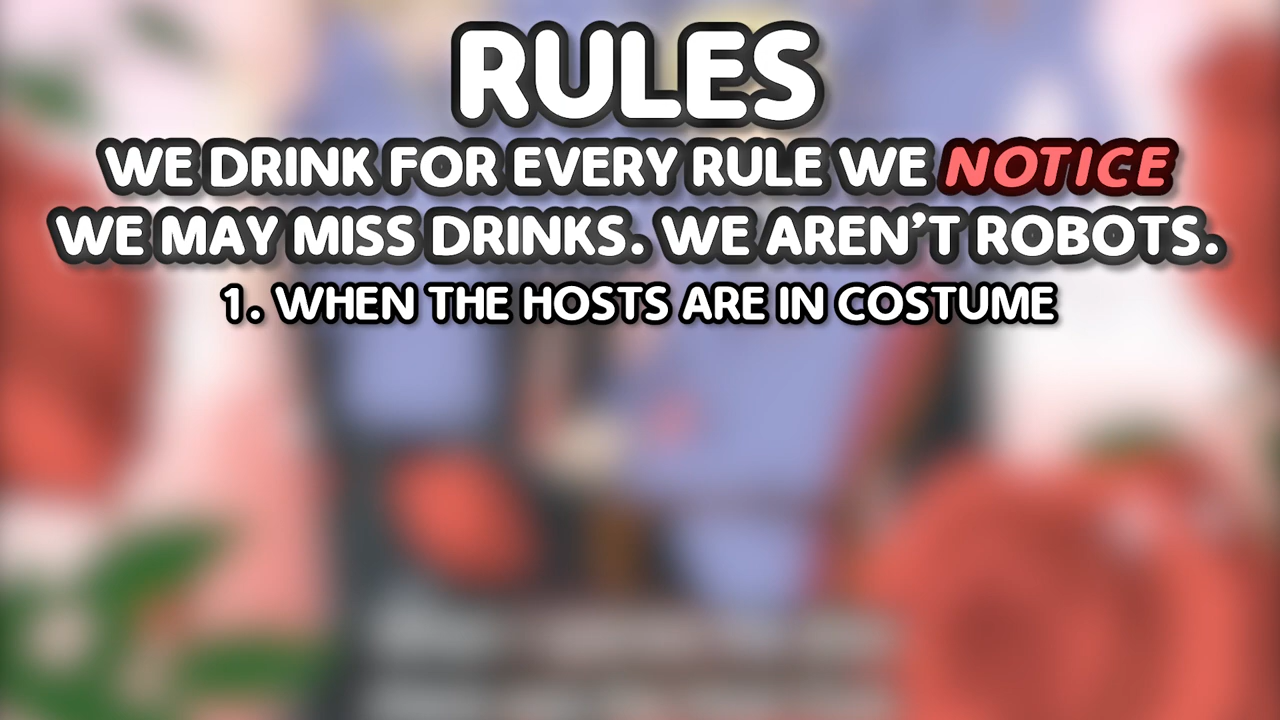 RULES
WE DRINK FOR EVERY RULE WE NOTICE
WE MAY MISS DRINKS. WE AREN'T ROBOTS.
1. WHEN THE HOSTS ARE IN COSTUME